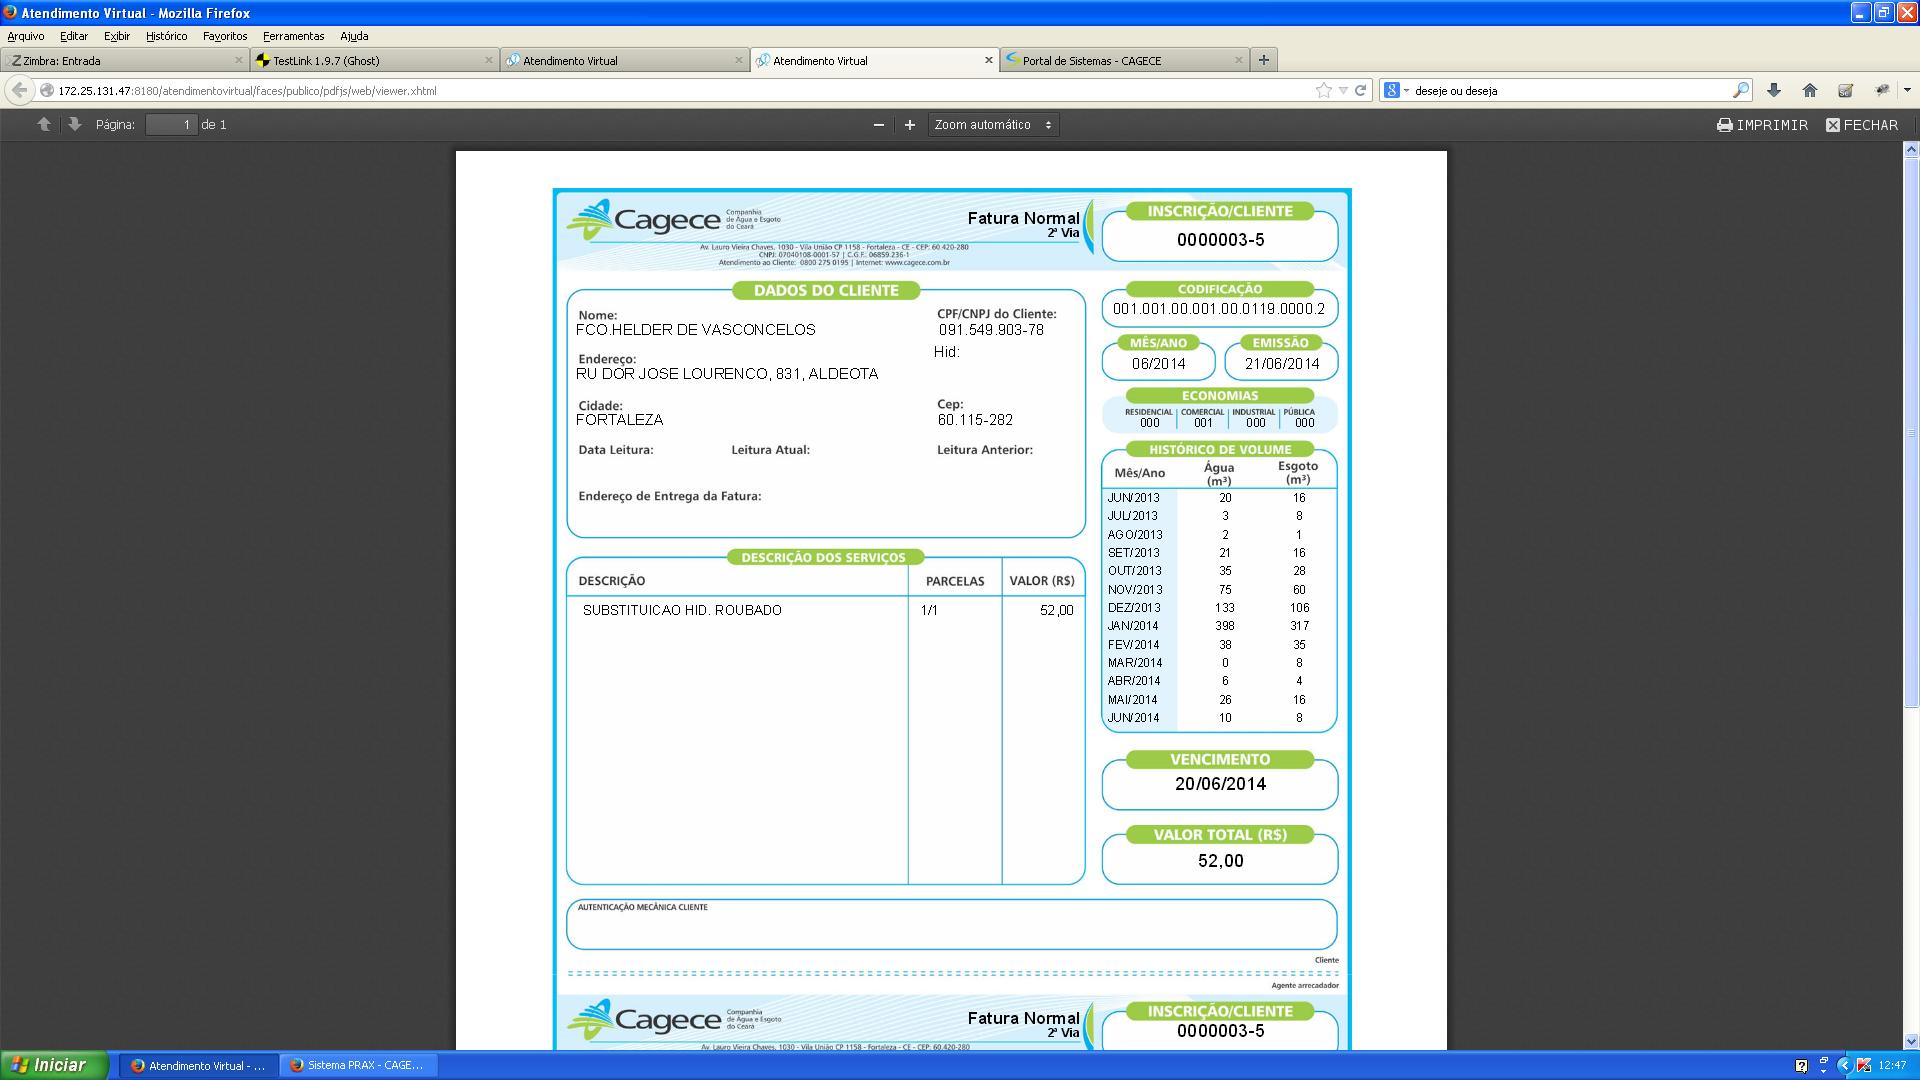 Atendimento Virtual - Mozilla Firefox
Arquivo Editar Exibir Histórico Favoritos Ferramentas Ajuda
Zimbra: Entrada
TestLink 1.9.7 (Ghost)
Atendimento Virtual
Atendimento Virtual
Portal de Sistemas - CAGECE
172.25.131.47:8180/atendimentovirtual/faces/publico/pdfjs/web/viewer.xhtml
deseje ou deseja
Página: 1 de 1
Zoom automático
IMPRIMIR FECHAR
Cagece
Companhia
de Água e Esgoto
do Ceará
Fatura Normal
2ª Via
Av. Lauro Vieira Chaves, 1030 - Vila União CP 1158 - Fortaleza - CE - CEP: 60.420-280
CNPJ: 07040108-0001-57 | C.G.F.: 06859.236-1
Atendimento ao Cliente: 0800 275 0195 | Internet: www.cagece.com.br
INSCRIÇÃO/CLIENTE
0000003-5
DADOS DO CLIENTE
Nome:
FCO.HELDER DE VASCONCELOS
CPF/CNPJ do Cliente:
091.549.903-78
Hid:
Endereço:
RU DOR JOSE LOURENCO, 831, ALDEOTA
Cidade:
FORTALEZA
Cep:
60.115-282
Data Leitura: Leitura Atual: Leitura Anterior:
Endereço de Entrega da Fatura:
CODIFICAÇÃO
001.001.00.001.00.0119.0000.2
MÊS/ANO
06/2014
EMISSÃO
21/06/2014
ECONOMIAS
RESIDENCIAL COMERCIAL INDUSTRIAL PÚBLICA
000 001 000 000
HISTÓRICO DE VOLUME
Mês/Ano Água (m³) Esgoto (m³)
JUN/2013 20 16
JUL/2013 3 8
AGO/2013 2 1
SET/2013 21 16
OUT/2013 35 28
NOV/2013 75 60
DEZ/2013 133 106
JAN/2014 398 317
FEV/2014 38 35
MAR/2014 0 8
ABR/2014 6 4
MAI/2014 26 16
JUN/2014 10 8
DESCRIÇÃO DOS SERVIÇOS
DESCRIÇÃO PARCELAS VALOR (R$)
SUBSTITUICAO HID. ROUBADO 1/1 52,00
VENCIMENTO
20/06/2014
VALOR TOTAL (R$)
52,00
AUTENTICAÇÃO MECÂNICA CLIENTE
Cliente
Agente arrecadador
Cagece
Companhia
de Água e Esgoto
do Ceará
Fatura Normal
2ª Via
Av. Lauro Vieira Chaves, 1030 - Vila União CP 1158 - Fortaleza - CE - CEP: 60.420-280
INSCRIÇÃO/CLIENTE
0000003-5
Iniciar
Atendimento Virtual - ...
Sistema PRAX - CAGE...
12:47